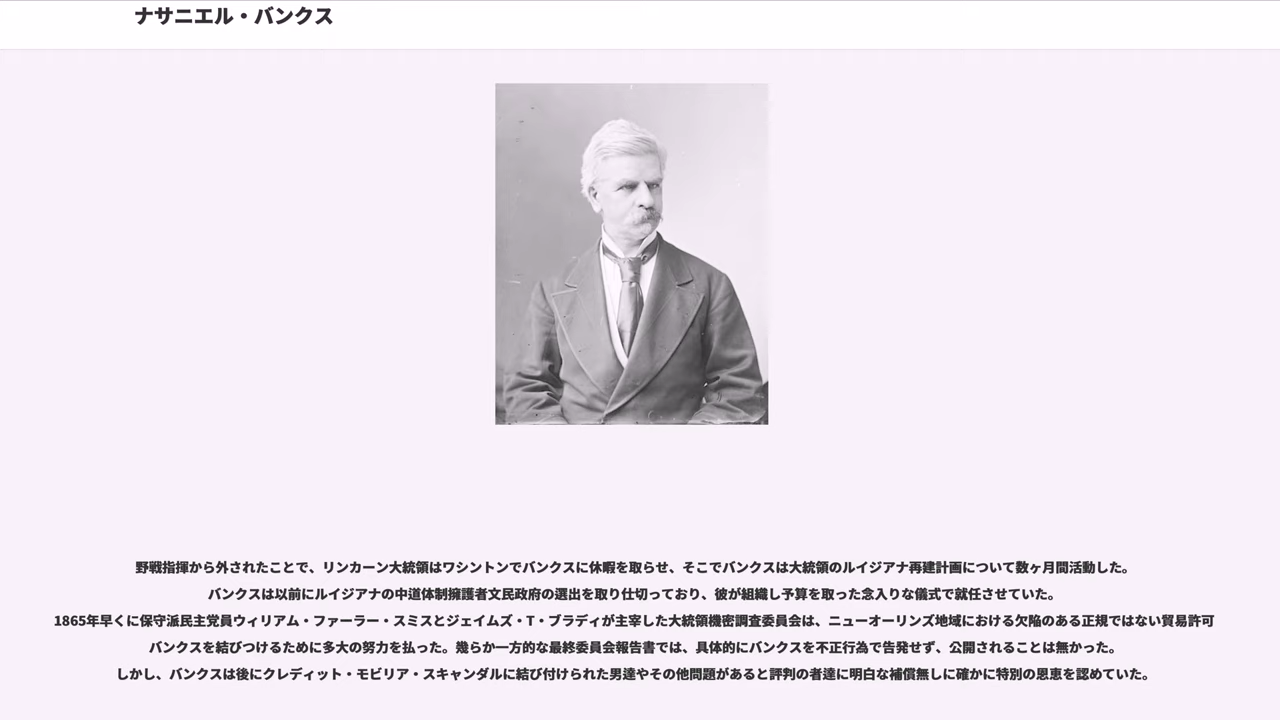 ナサニエル・バンクス
野戦指揮から外されたことで、リンカーン大統領はワシントンでバンクスに休暇を取らせ、そこでバンクスは大統領のルイジアナ再建計画について数ヶ月間活動した。
バンクスは以前にルイジアナの中道体制擁護者文民政府の選出を取り仕切っており、彼が組織し予算を取った念入りな儀式で就任させていた。
1865年早くに保守派民主党員ウィリアム・ファーラー・スミスとジェイムズ・T・ブラディが主宰した大統領機密調査委員会は、ニューオーリンズ地域における欠陥のある正規ではない貿易許可
バンクスを結びつけるために多大の努力を払った。幾らか一方的な最終委員会報告書では、具体的にバンクスを不正行為で告発せず、公開されることは無かった。
しかし、バンクスは後にクレディット・モビリア・スキャンダルに結び付けられた男達やその他問題があると評判の者達に明白な補償無しに確かに特別の恩恵を認めていた。